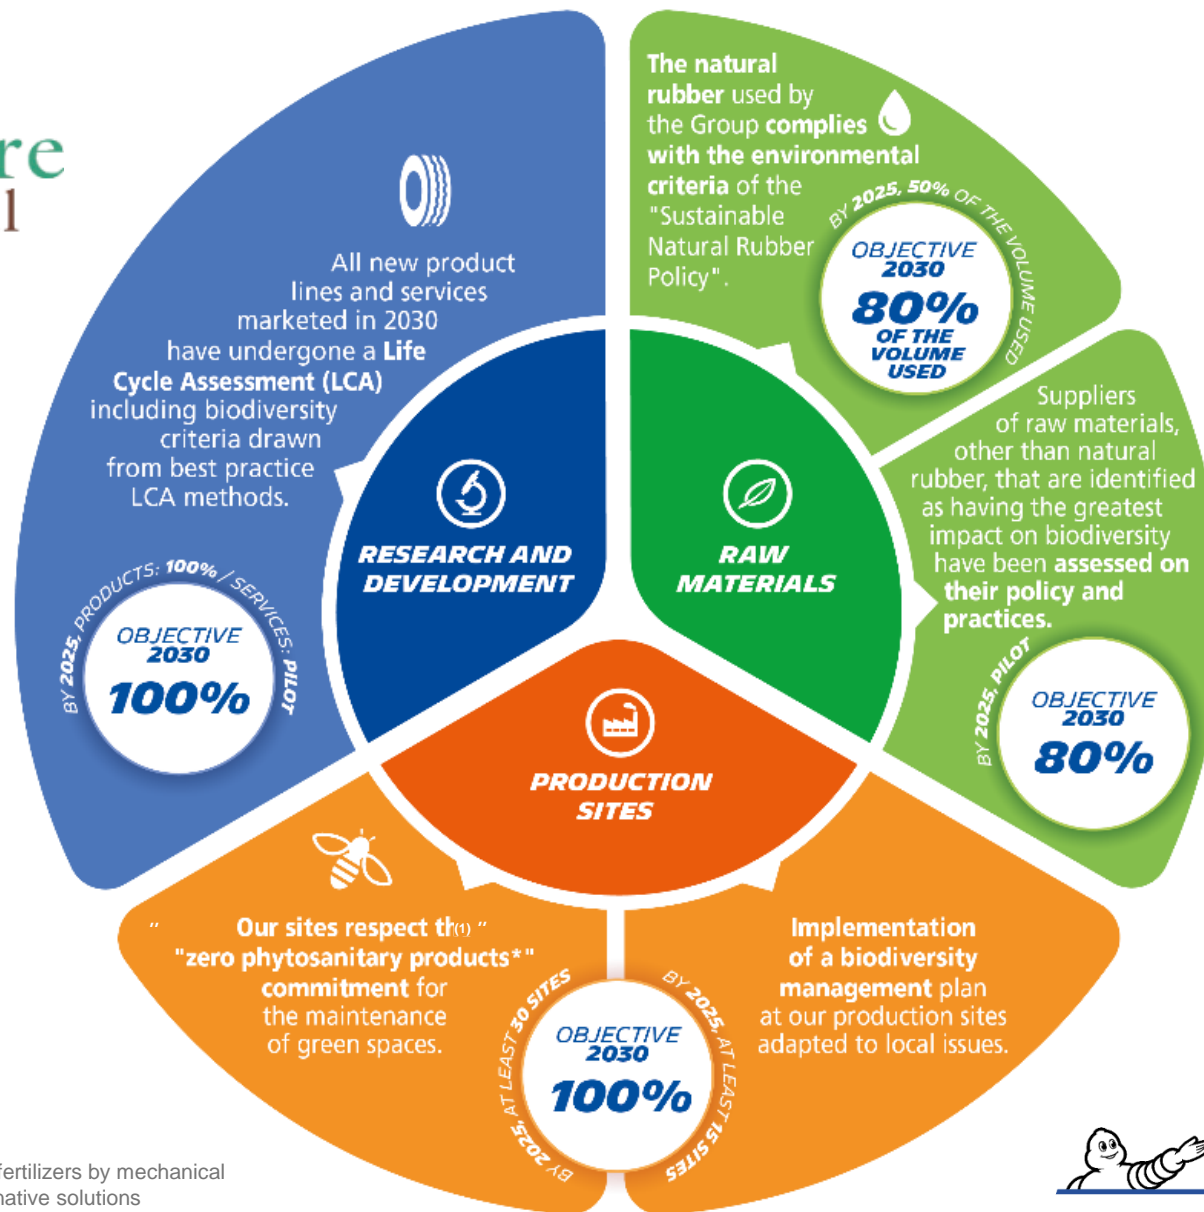 re
l
All new product
lines and services
marketed in 2030
have undergone a Life
Cycle Assessment (LCA)
including biodiversity
criteria drawn
from best practice
LCA methods.
BY 2025, PRODUCTS: 100% / SERVICES: PILOT
OBJECTIVE
2030
100%
RESEARCH AND
DEVELOPMENT
The natural
rubber used by
the Group complies
with the environmental
criteria of the
"Sustainable
Natural Rubber
Policy".
BY 2025, 50% OF THE VOLUME USED
OBJECTIVE
2030
80%
OF THE
VOLUME
USED
RAW
MATERIALS
Suppliers
of raw materials,
other than natural
rubber, that are identified
as having the greatest
impact on biodiversity
have been assessed on
their policy and
practices.
BY 2025, PILOT
OBJECTIVE
2030
80%
PRODUCTION
SITES
" Our sites respect th(1) "
"zero phytosanitary products*"
commitment for
the maintenance
of green spaces.
BY 2025, AT LEAST 30 SITES
OBJECTIVE
2030
100%
BY 2025, AT LEAST 15 SITES
Implementation
of a biodiversity
management plan
at our production sites
adapted to local issues.
fertilizers by mechanical
native solutions